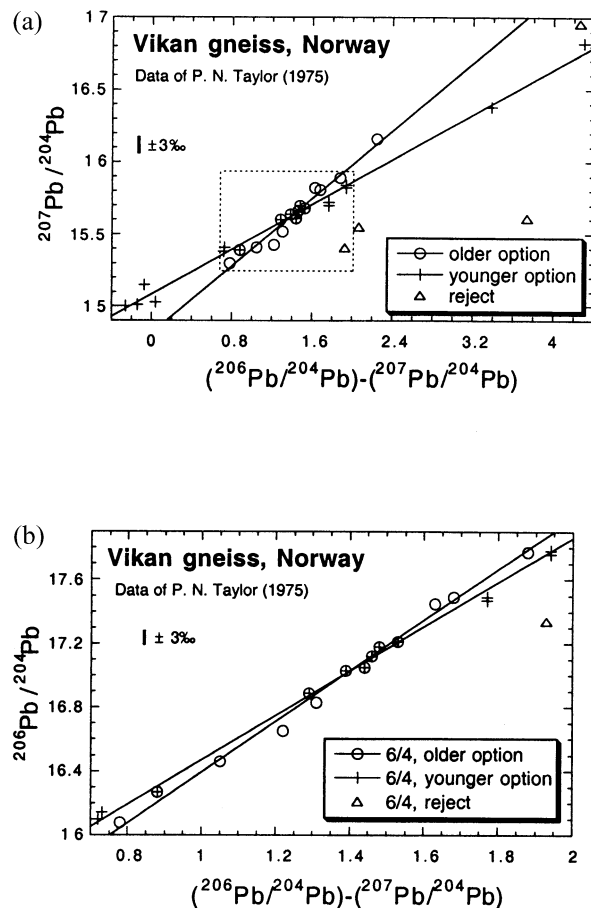 (a)
Vikan gneiss, Norway
Data of P. N. Taylor (1975)
±3‰
²⁰⁷Pb/²⁰⁴Pb
17
16.5
16
15.5
15
older option
younger option
reject
0 0.8 1.6 2.4 3.2 4
(²⁰⁶Pb/²⁰⁴Pb)-(²⁰⁷Pb/²⁰⁴Pb)
(b)
Vikan gneiss, Norway
Data of P. N. Taylor (1975)
± 3‰
²⁰⁶Pb/²⁰⁴Pb
17.6
17.2
16.8
16.4
16
6/4, older option
6/4, younger option
6/4, reject
0.8 1 1.2 1.4 1.6 1.8 2
(²⁰⁶Pb/²⁰⁴Pb)-(²⁰⁷Pb/²⁰⁴Pb)